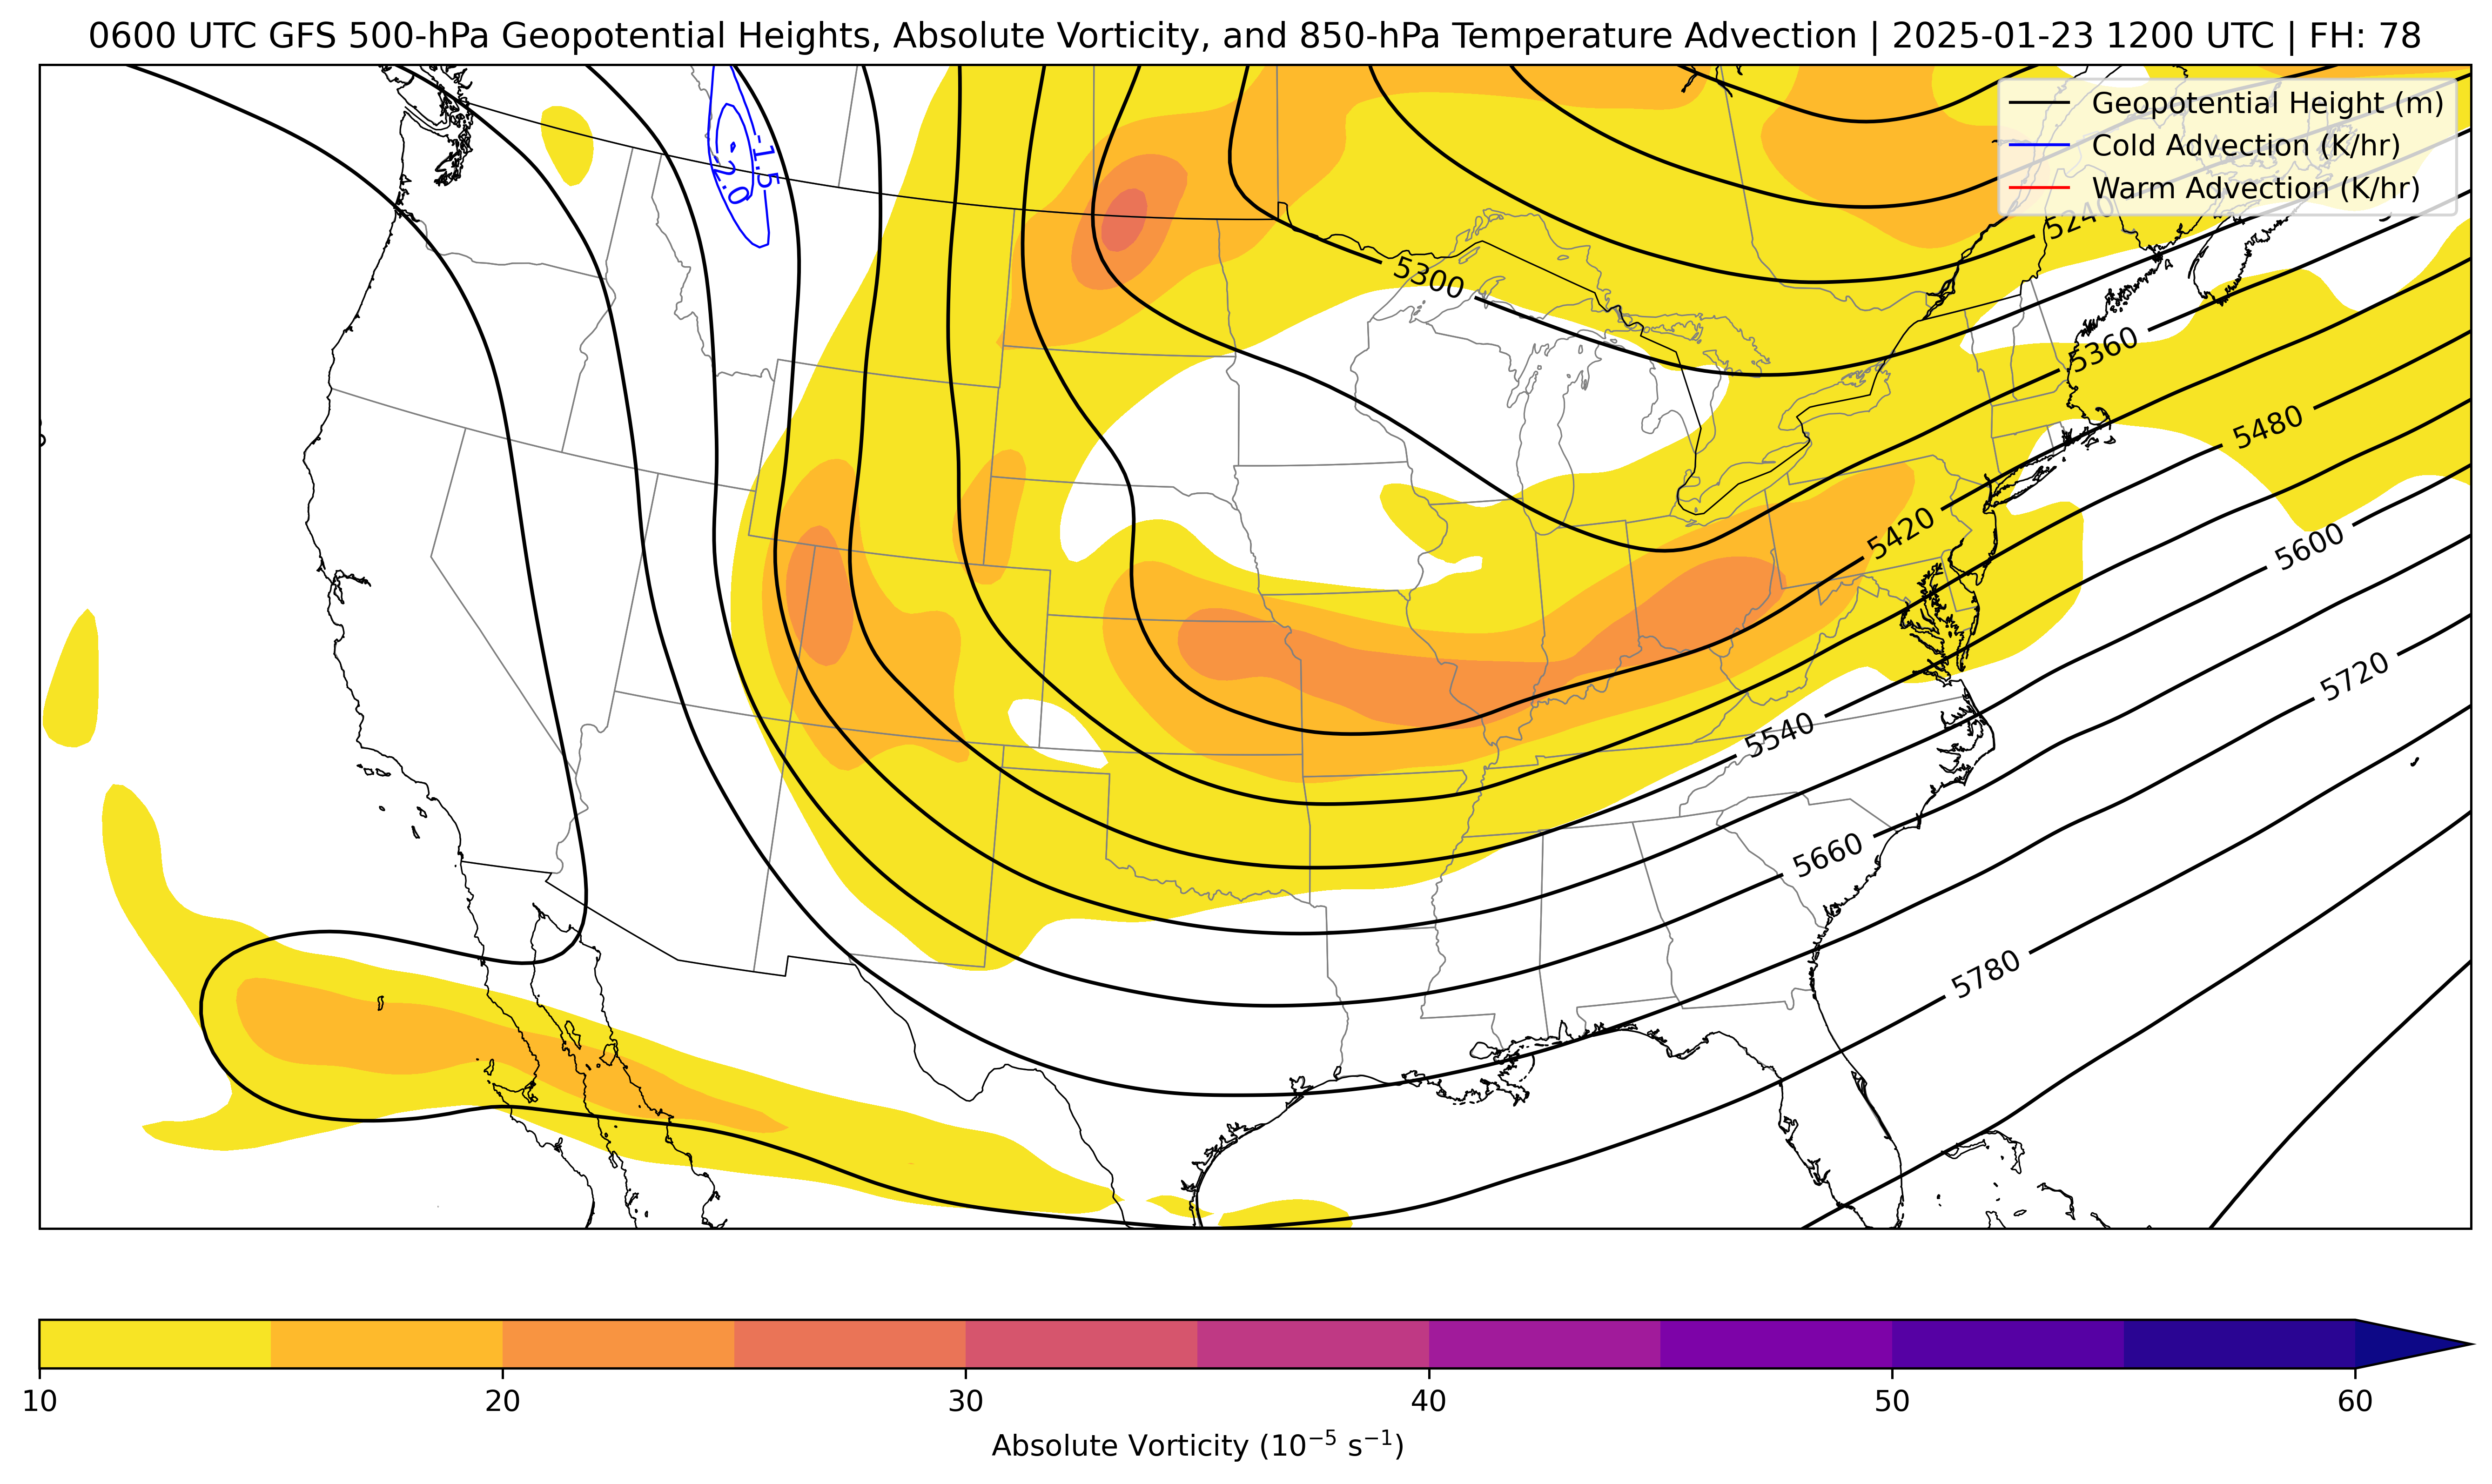 0600 UTC GFS 500-hPa Geopotential Heights, Absolute Vorticity, and 850-hPa Temperature Advection | 2025-01-23 1200 UTC | FH: 78
Geopotential Height (m)
Cold Advection (K/hr)
Warm Advection (K/hr)
-1.5
-2.0
5240
5300
5360
5480
5420
5600
5720
5540
5660
5780
10 20 30 40 50 60
Absolute Vorticity (10⁻⁵ s⁻¹)